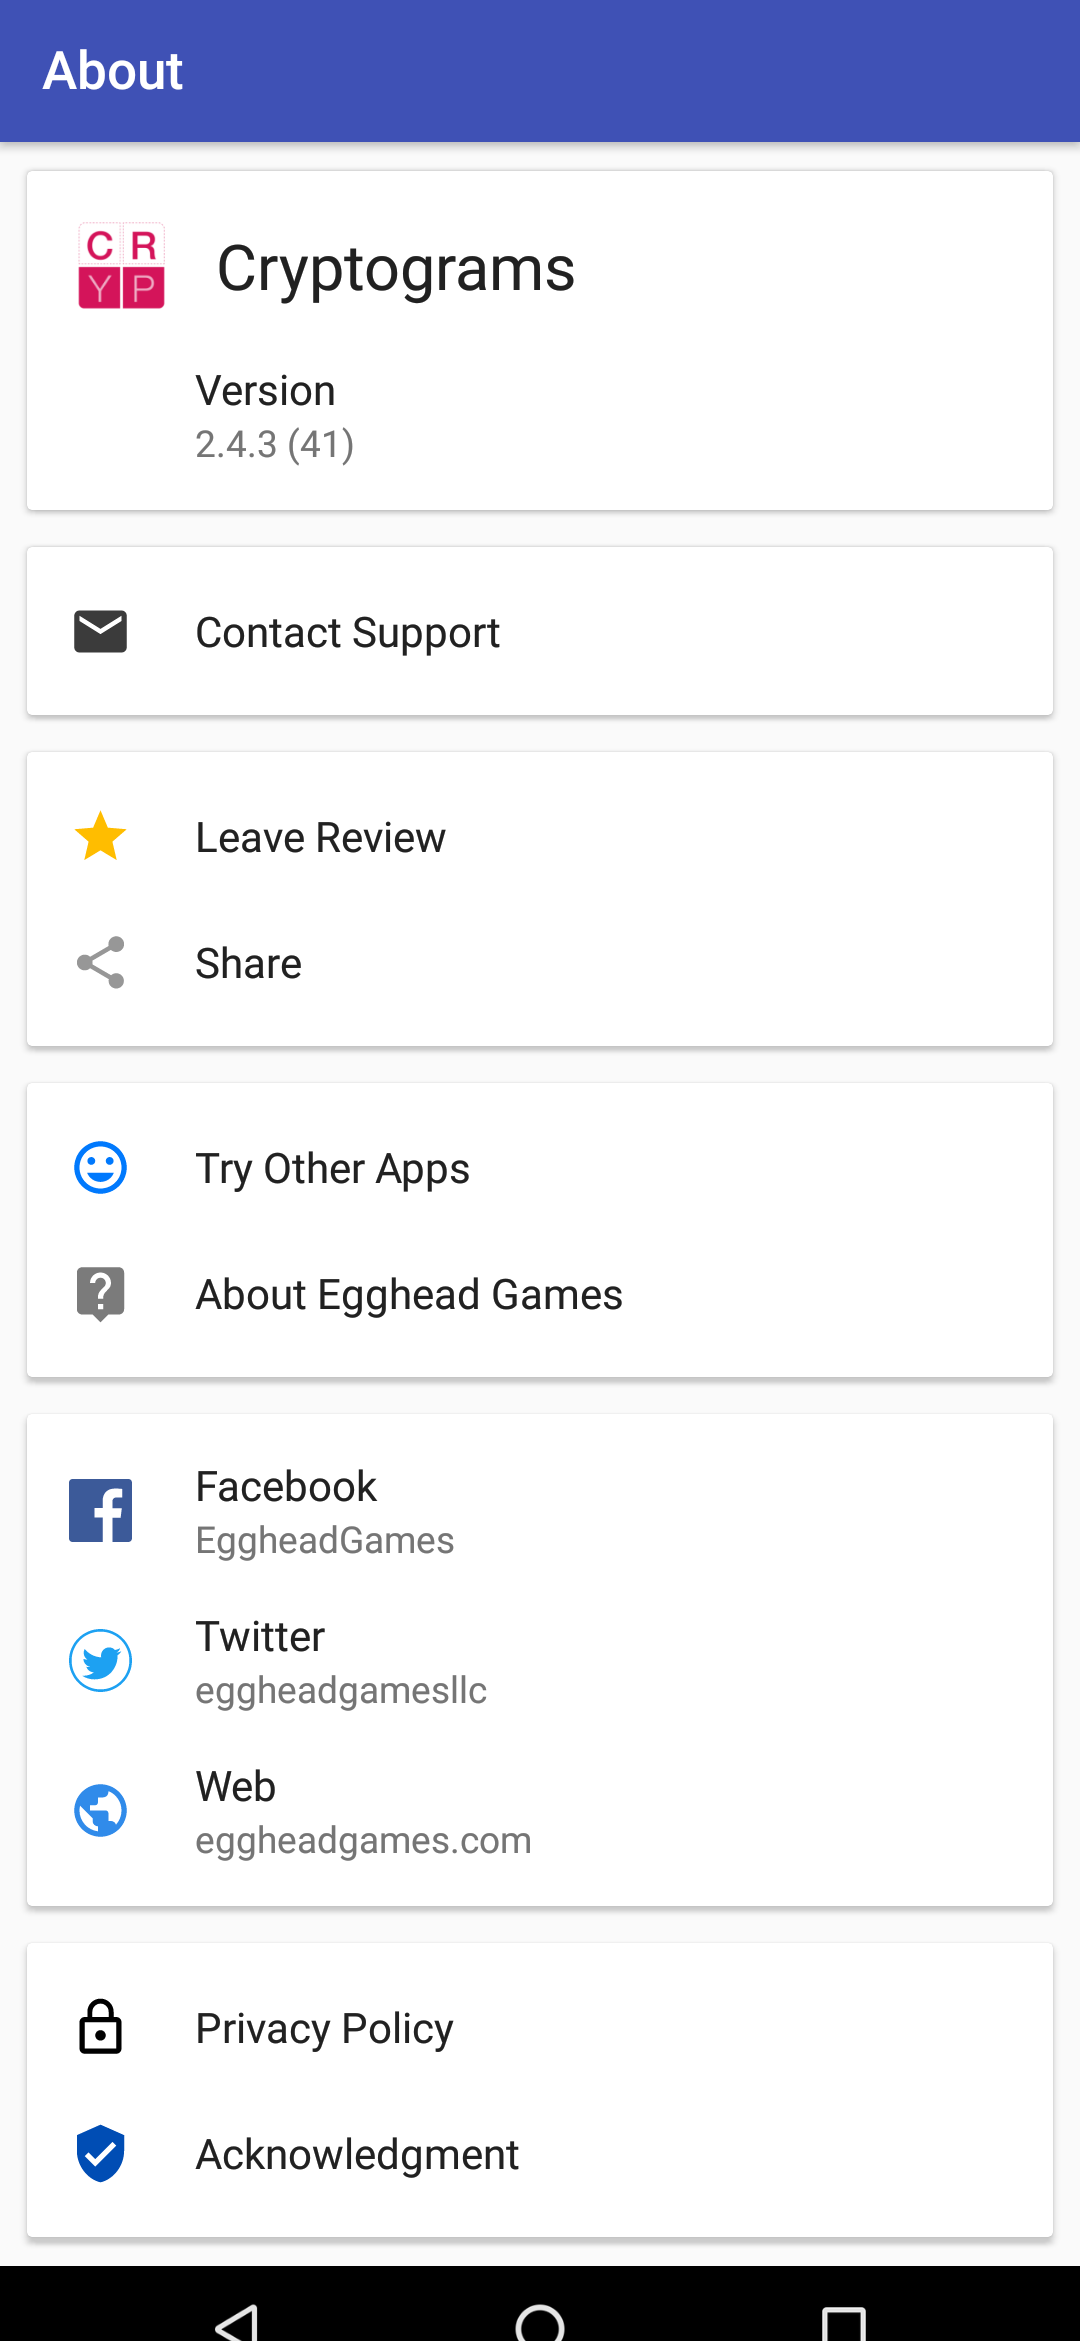 About
C R
Y P
Cryptograms
Version
2.4.3 (41)
Contact Support
Leave Review
Share
Try Other Apps
About Egghead Games
Facebook
EggheadGames
Twitter
eggheadgamesllc
Web
eggheadgames.com
Privacy Policy
Acknowledgment